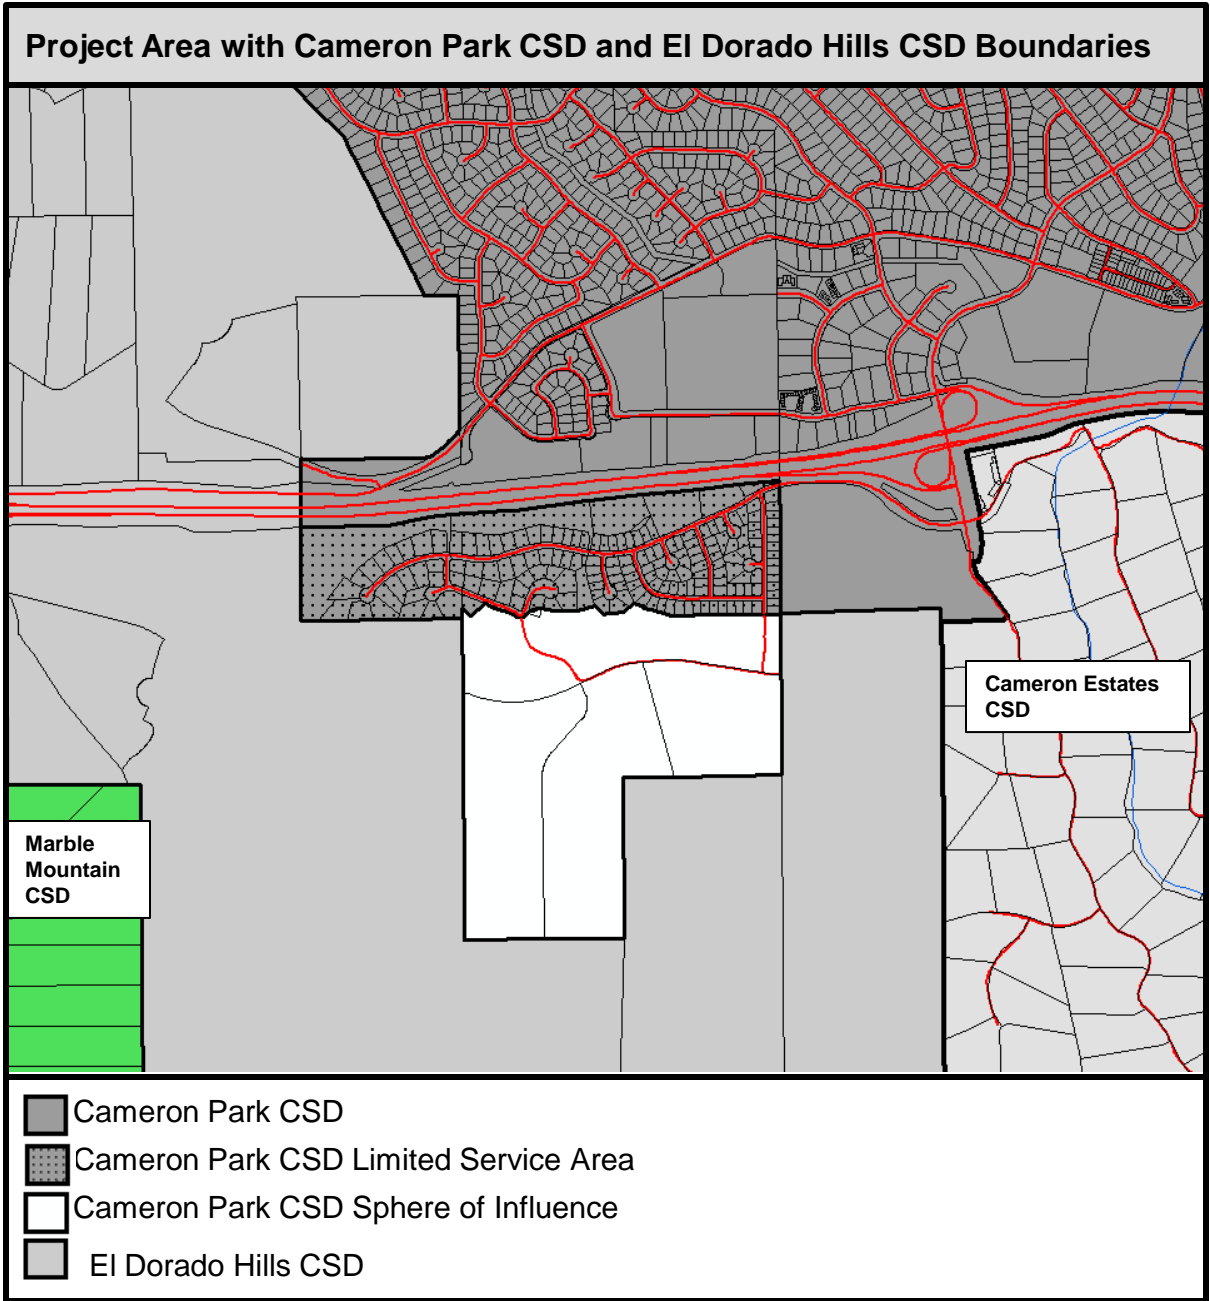 Project Area with Cameron Park CSD and El Dorado Hills CSD Boundaries
Cameron Estates
CSD
Marble
Mountain
CSD
Cameron Park CSD
Cameron Park CSD Limited Service Area
Cameron Park CSD Sphere of Influence
El Dorado Hills CSD